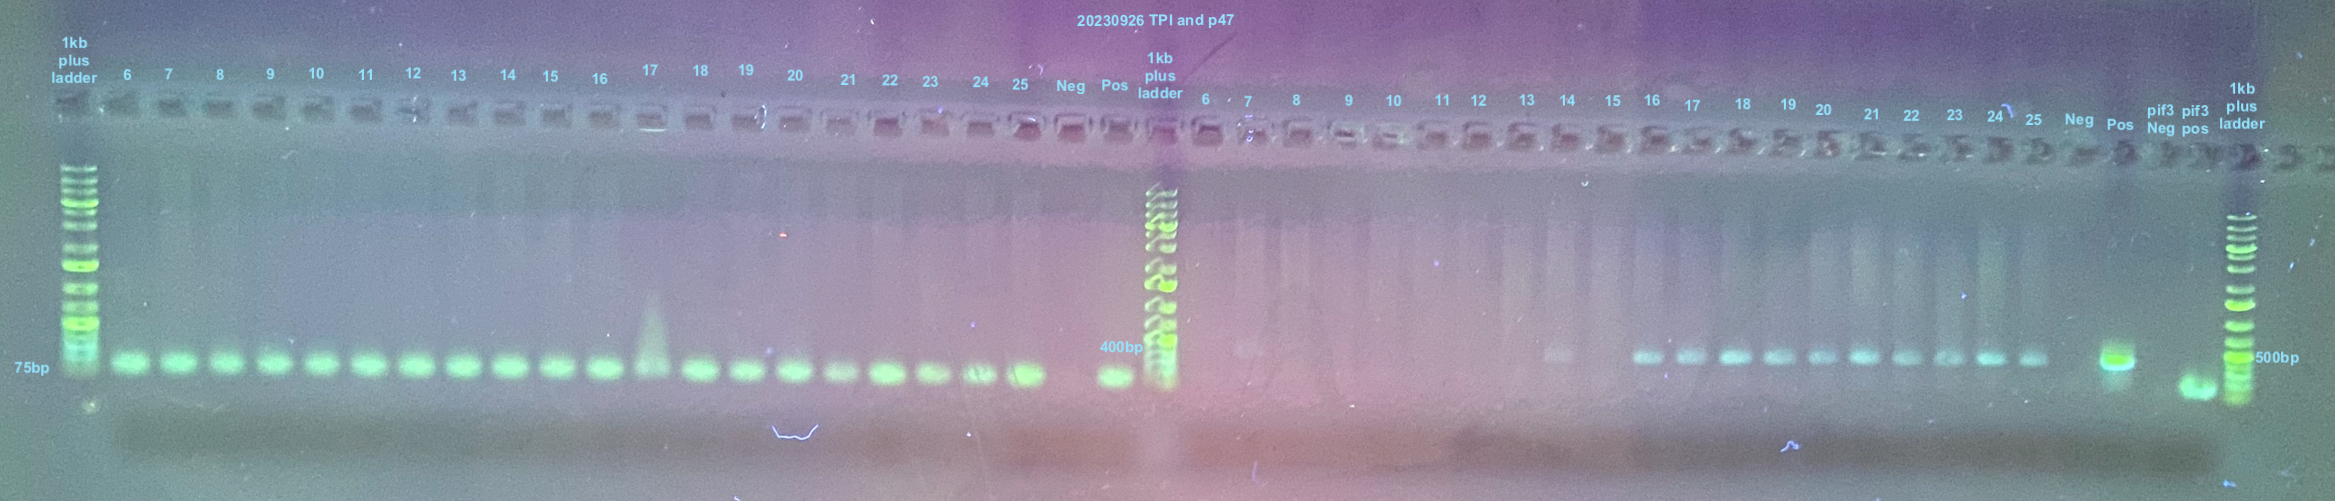 20230926 TPI and p47
1kb
plus
ladder
6 7 8 9 10 11 12 13 14 15 16 17 18 19 20 21 22 23 24 25 Neg Pos
1kb
plus
ladder
6 7 8 9 10 11 12 13 14 15 16 17 18 19 20 21 22 23 24 25 Neg Pos
pif3
Neg
pif3
pos
1kb
plus
ladder
75bp
400bp
500bp